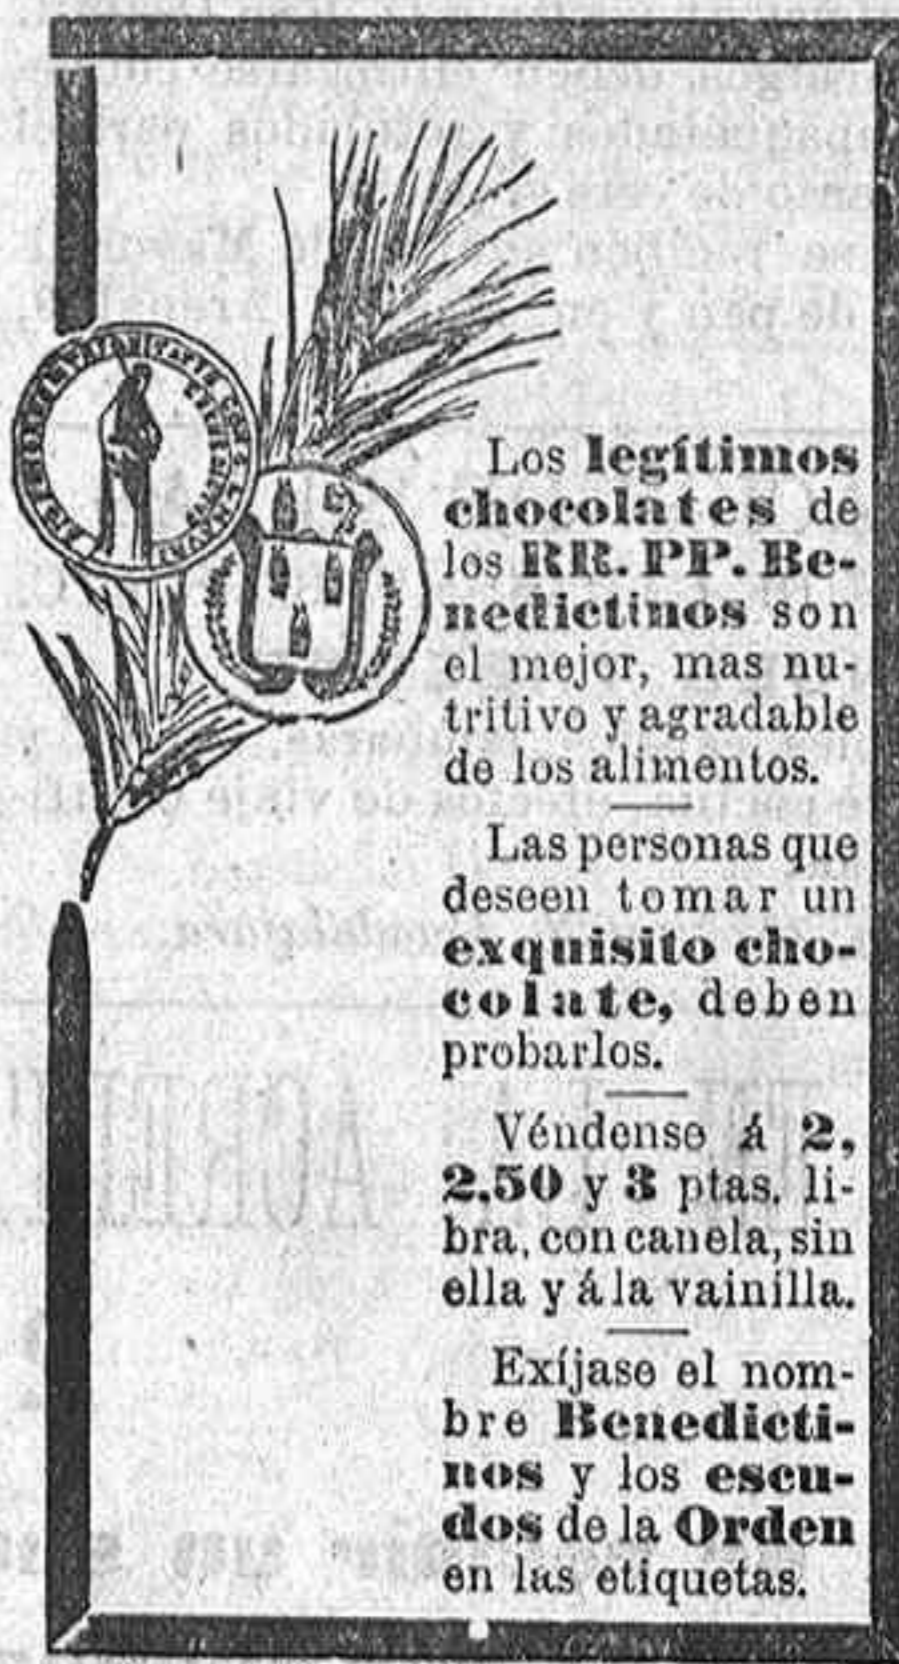 Los legítimos
chocolates de
los RR. PP. Be-
nedictinos son
el mejor, mas nu-
tritivo y agradable
de los alimentos.
Las personas que
deseen tomar un
exquisito cho-
colate, deben
probarlos.
Véndense á 2,
2.50 y 3 ptas. li-
bra, con canela, sin
ella y á la vainilla.
Exíjase el nom-
bre Benedicti-
nos y los escu-
dos de la Orden
en las etiquetas.